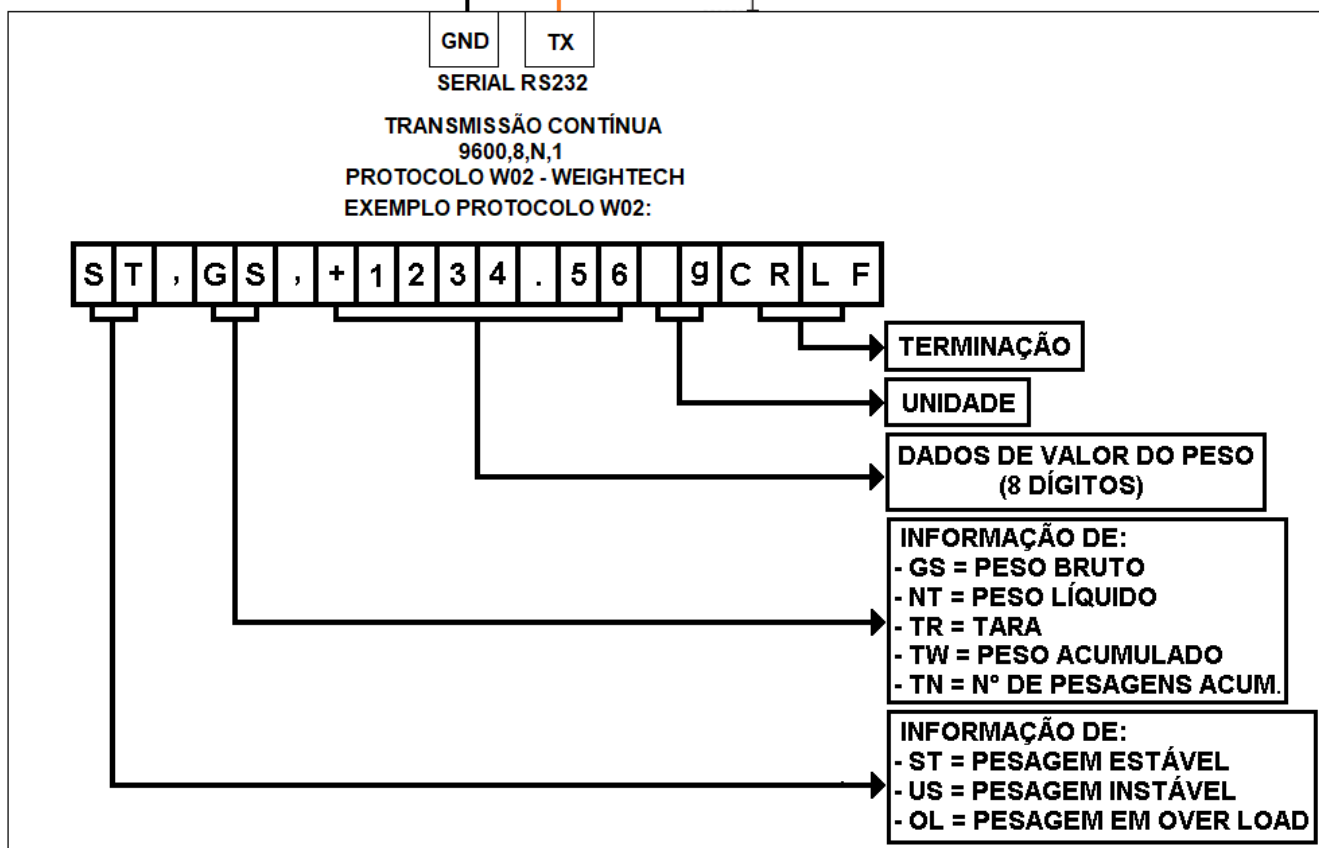 GND TX
SERIAL RS232
TRANSMISSÃO CONTÍNUA
9600,8,N,1
PROTOCOLO W02 - WEIGHTECH
EXEMPLO PROTOCOLO W02:
S T , G S , + 1 2 3 4 . 5 6 g C R L F
TERMINAÇÃO
UNIDADE
DADOS DE VALOR DO PESO
(8 DÍGITOS)
INFORMAÇÃO DE:
- GS = PESO BRUTO
- NT = PESO LÍQUIDO
- TR = TARA
- TW = PESO ACUMULADO
- TN = N° DE PESAGENS ACUM.
INFORMAÇÃO DE:
- ST = PESAGEM ESTÁVEL
- US = PESAGEM INSTÁVEL
- OL = PESAGEM EM OVER LOAD